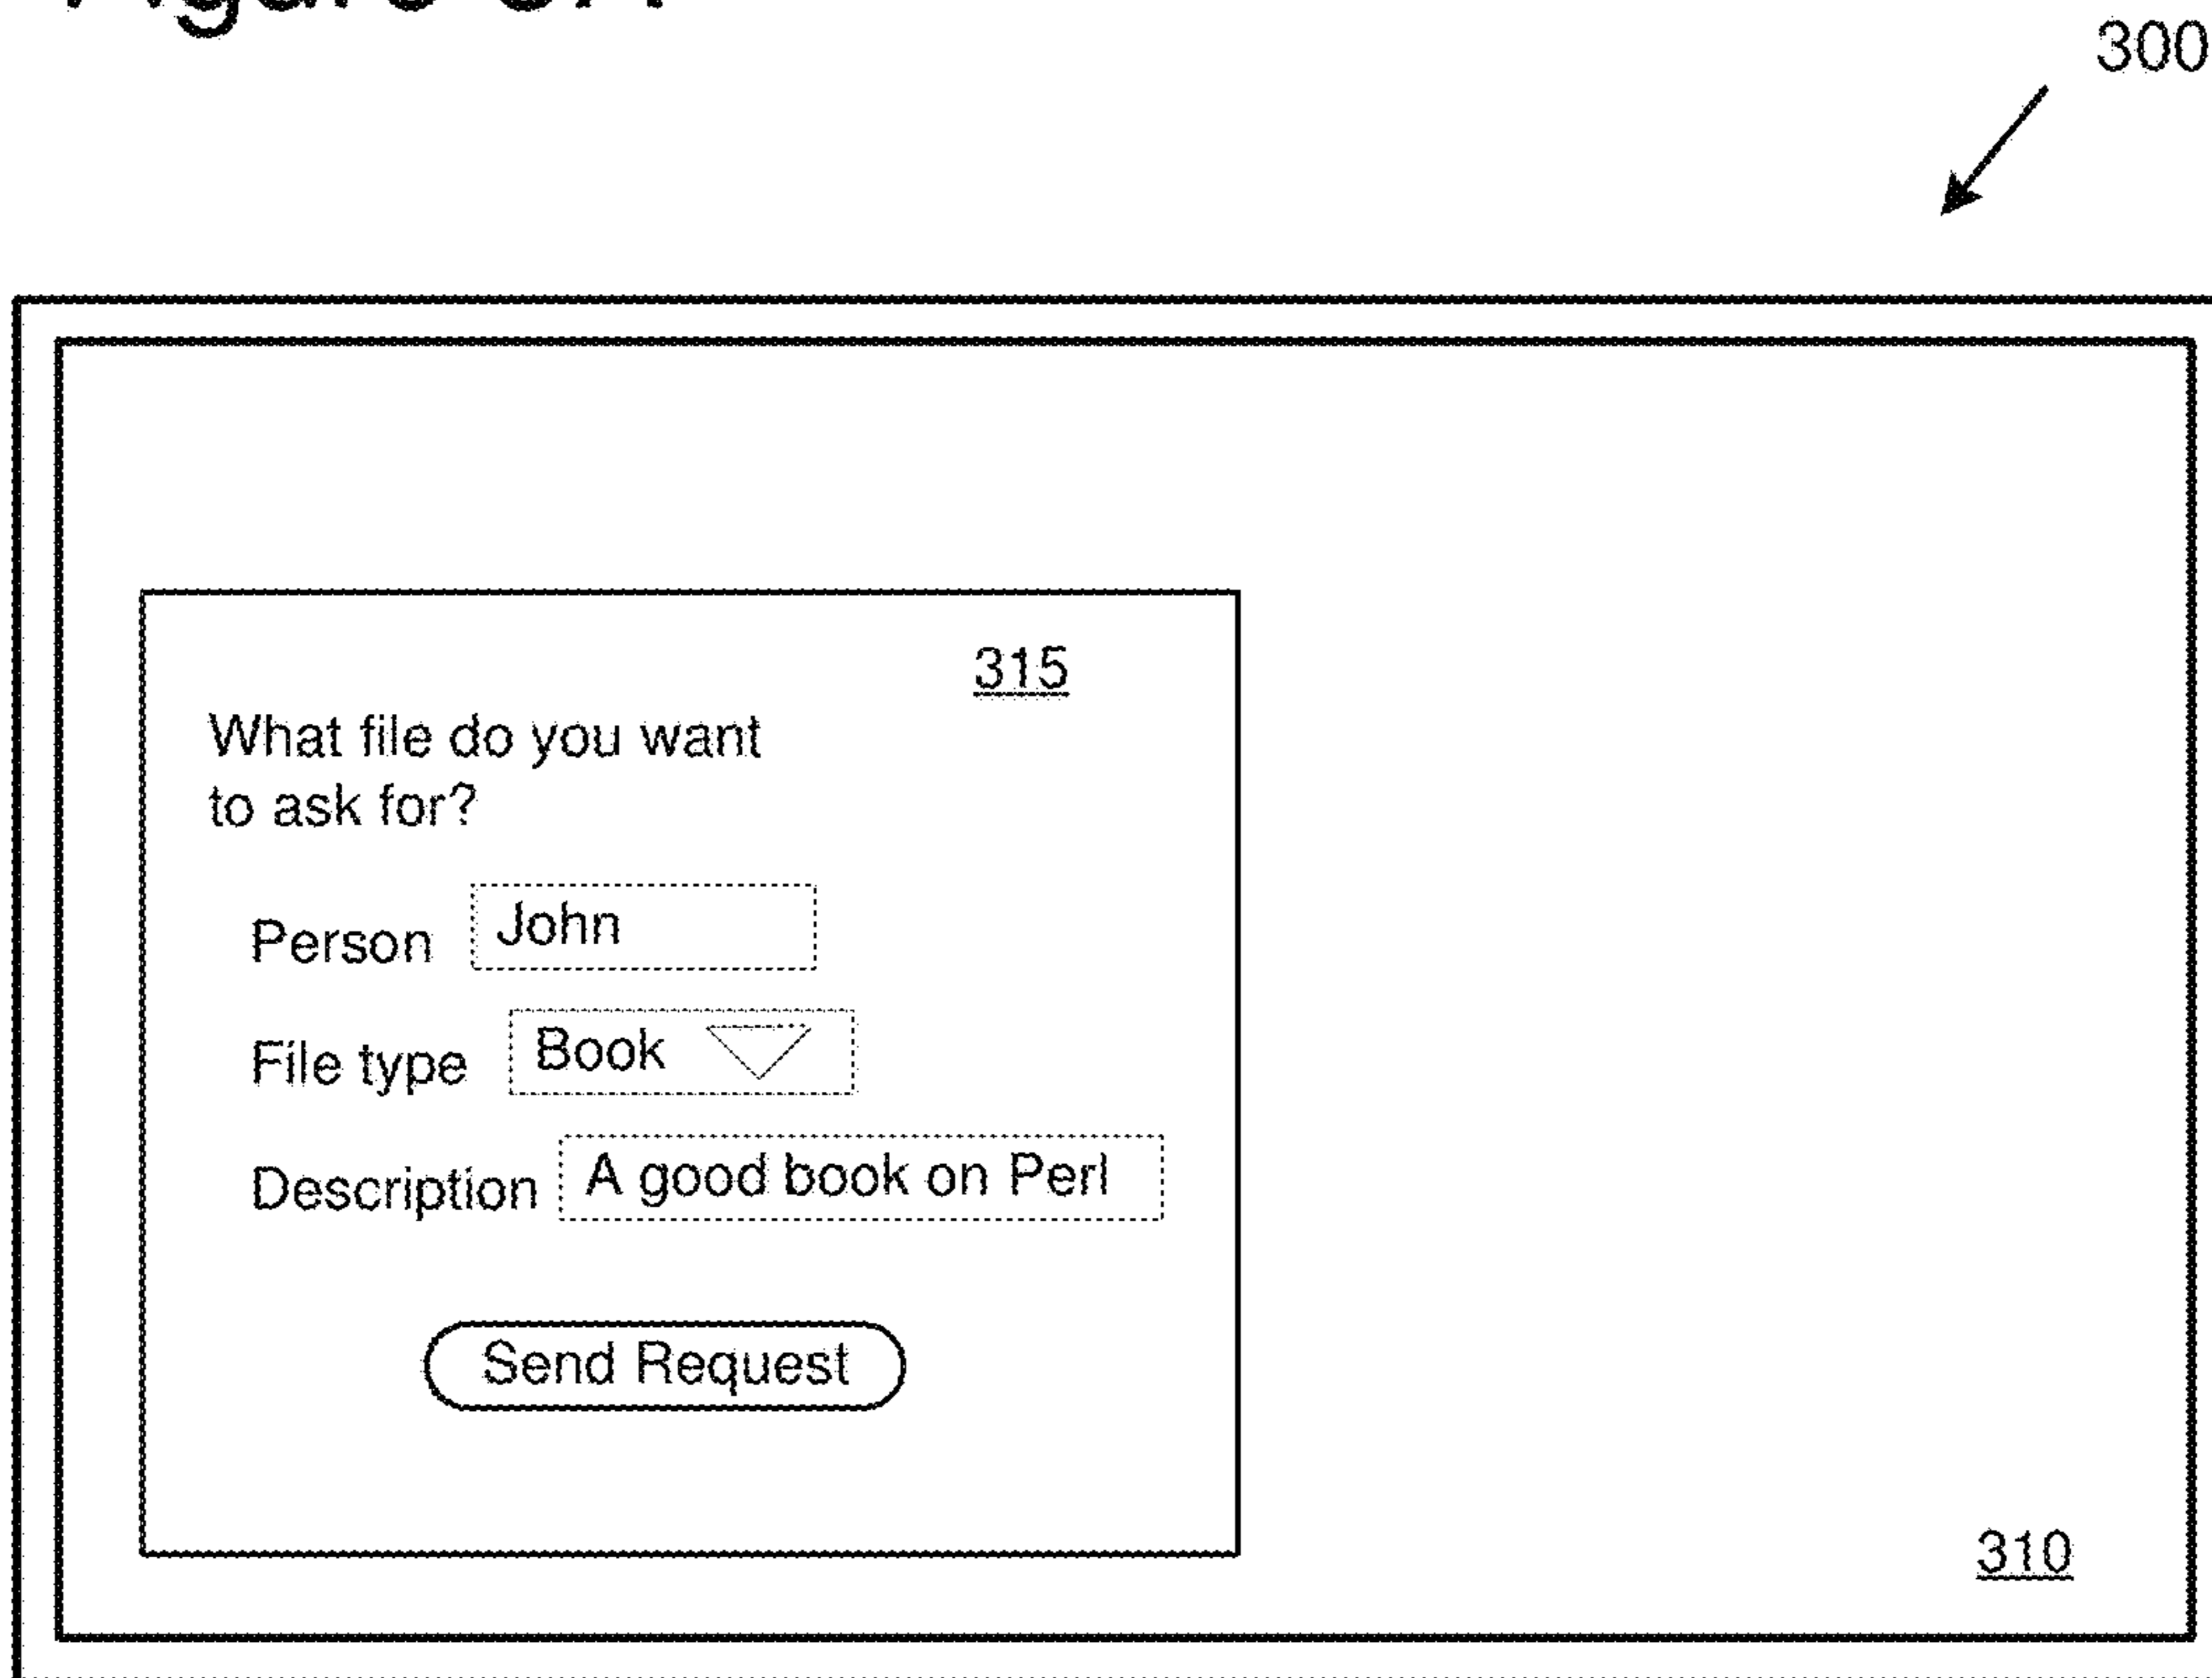 300
315
What file do you want
to ask for?
Person John
File type Book
Description A good book on Perl
Send Request
310